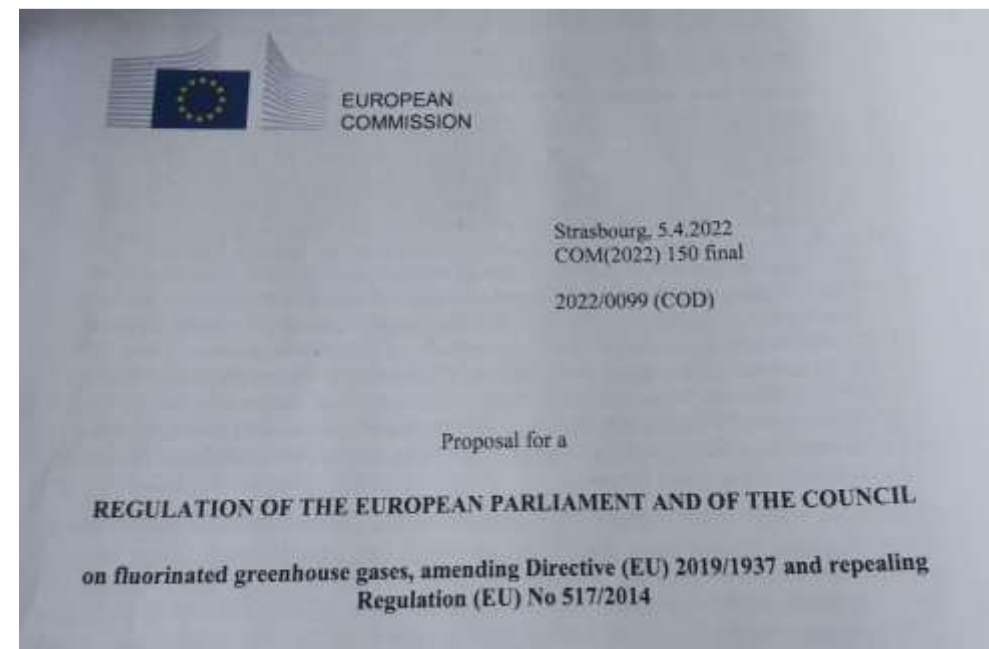 EUROPEAN
COMMISSION
Strasbourg, 5.4.2022
COM(2022) 150 final
2022/0099 (COD)
Proposal for a
REGULATION OF THE EUROPEAN PARLIAMENT AND OF THE COUNCIL
on fluorinated greenhouse gases, amending Directive (EU) 2019/1937 and repealing
Regulation (EU) No 517/2014